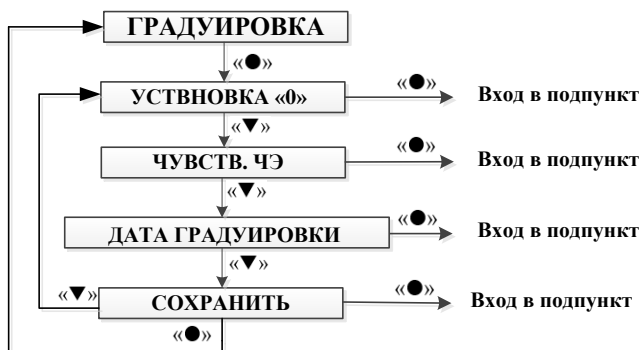 ГРАДУИРОВКА
«●»
УСТВНОВКА «0»
«●»
Вход в подпункт
«▼»
ЧУВСТВ. ЧЭ
«●»
Вход в подпункт
«▼»
ДАТА ГРАДУИРОВКИ
«●»
Вход в подпункт
«▼»
«▼»
СОХРАНИТЬ
«●»
Вход в подпункт
«●»